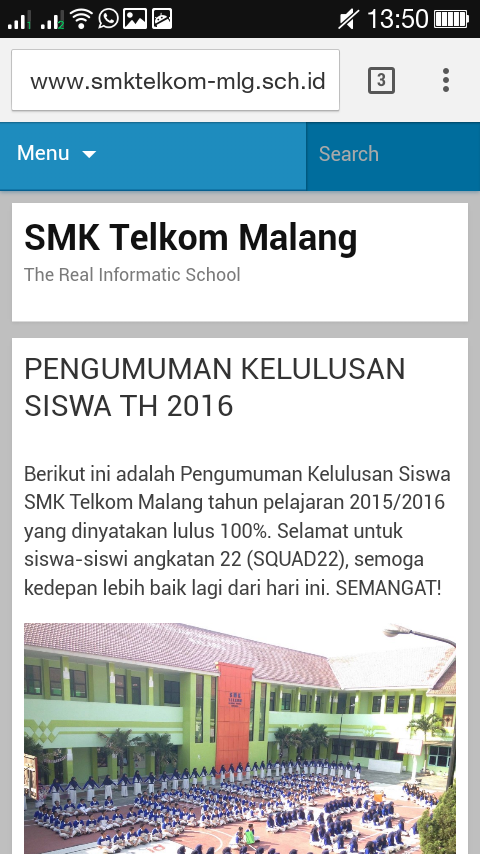 1 2 13:50
www.smktelkom-mlg.sch.id 3
Menu Search
SMK Telkom Malang
The Real Informatic School
PENGUMUMAN KELULUSAN
SISWA TH 2016
Berikut ini adalah Pengumuman Kelulusan Siswa
SMK Telkom Malang tahun pelajaran 2015/2016
yang dinyatakan lulus 100%. Selamat untuk
siswa-siswi angkatan 22 (SQUAD22), semoga
kedepan lebih baik lagi dari hari ini. SEMANGAT!